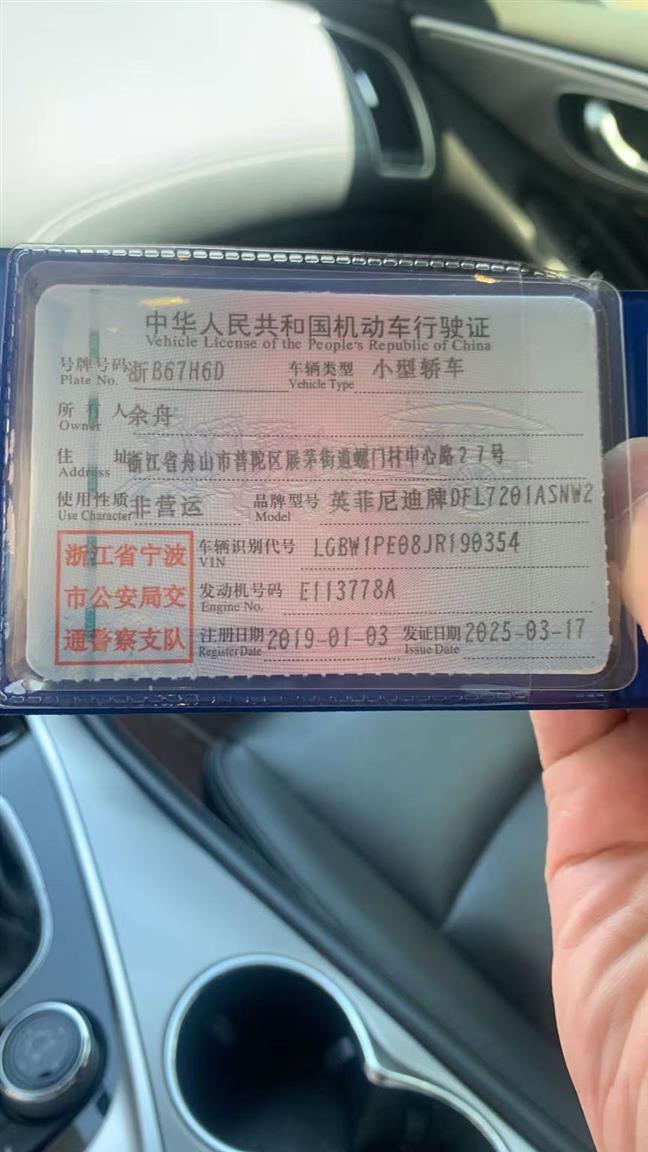 中华人民共和国机动车行驶证
Vehicle License of the People's Republic of China
号牌号码 浙B67H6D 车辆类型 小型轿车
Plate No. Vehicle Type
所有人 余舟
Owner
住址 浙江省舟山市普陀区展茅街道螺门村中心路27号
Address
使用性质 非营运 品牌型号 英菲尼迪牌DFL7201ASNW2
Use Character Model
浙江省宁波
市公安局交
通警察支队
车辆识别代号 LGBW1PE08JR190354
VIN
发动机号码 E113778A
Engine No.
注册日期 2019-01-03 发证日期 2025-03-17
Register Date Issue Date